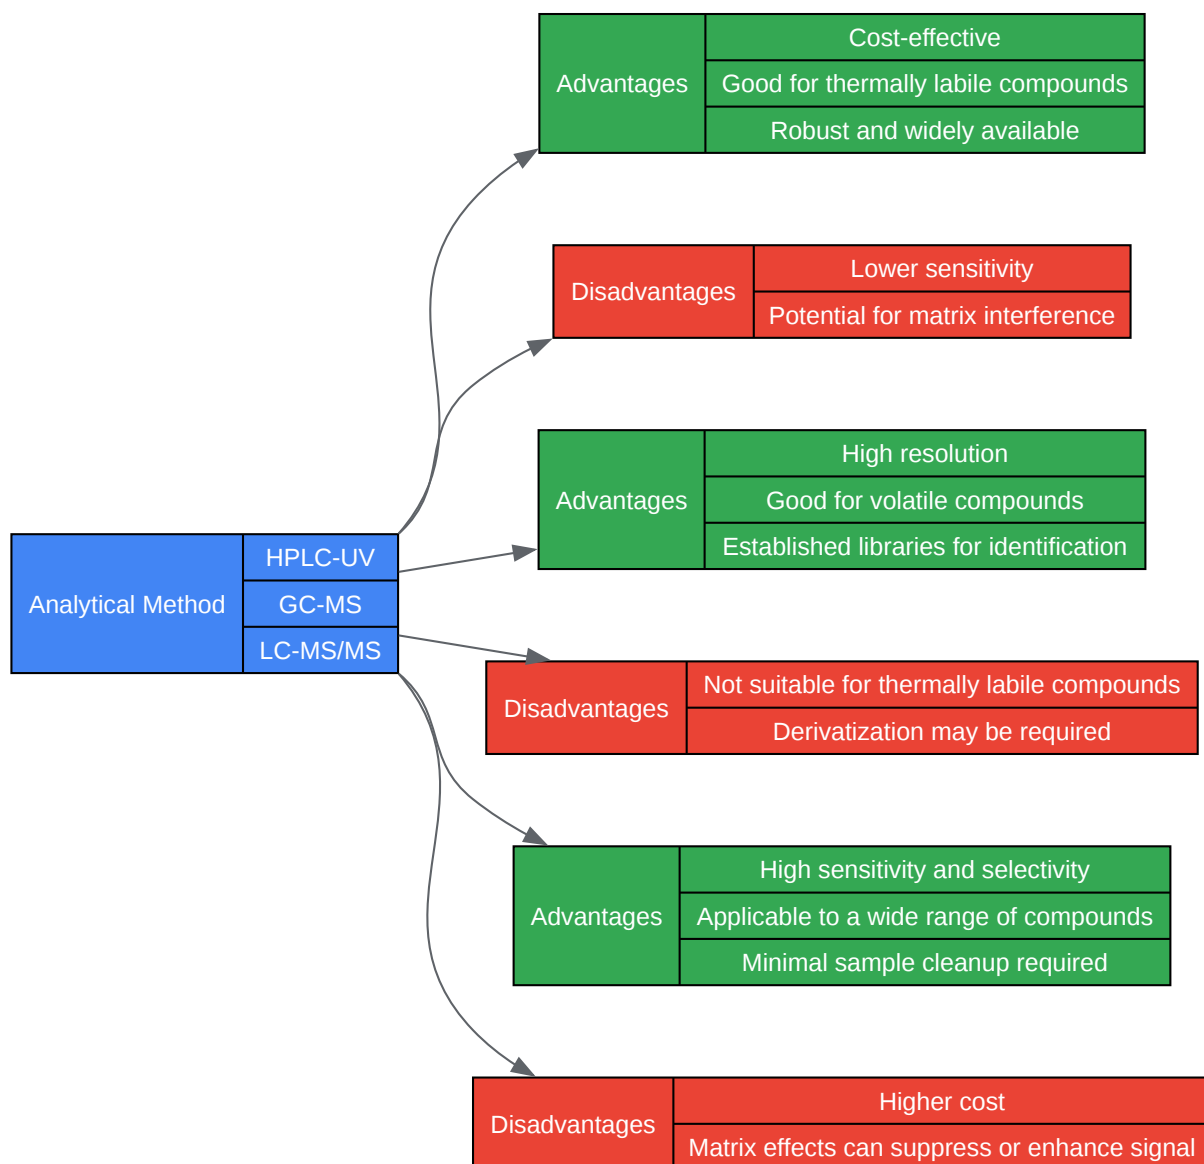 Advantages
Cost-effective
Good for thermally labile compounds
Robust and widely available
Disadvantages
Lower sensitivity
Potential for matrix interference
Advantages
High resolution
Good for volatile compounds
Established libraries for identification
Analytical Method
HPLC-UV
GC-MS
LC-MS/MS
Disadvantages
Not suitable for thermally labile compounds
Derivatization may be required
Advantages
High sensitivity and selectivity
Applicable to a wide range of compounds
Minimal sample cleanup required
Disadvantages
Higher cost
Matrix effects can suppress or enhance signal